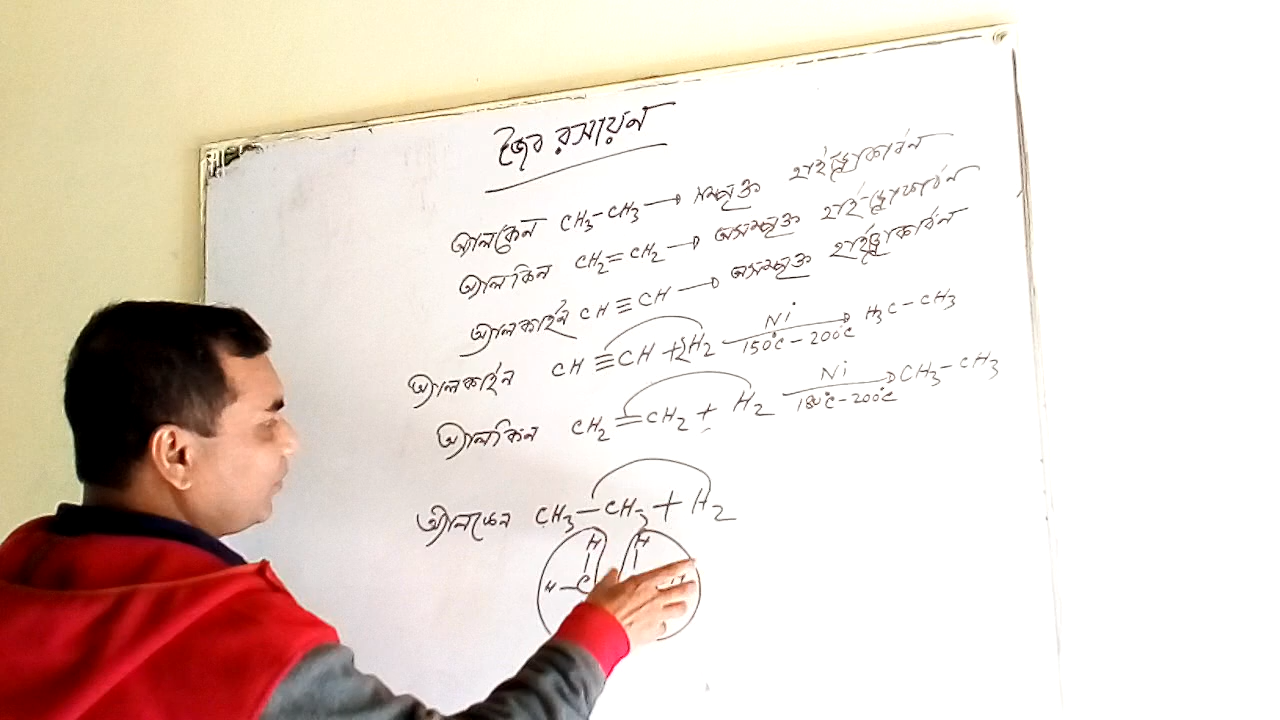 জৈব রসায়ন
অ্যালকেন CH₃–CH₃ → সম্পৃক্ত হাইড্রোকার্বন
অ্যালকিন CH₂=CH₂ → অসম্পৃক্ত হাইড্রোকার্বন
অ্যালকাইন CH≡CH → অসম্পৃক্ত হাইড্রোকার্বন
অ্যালকাইন CH≡CH+2H₂ Ni 150°C–200°C → H₃C–CH₃
অ্যালকিন CH₂=CH₂+H₂ Ni 180°C–200°C → CH₃–CH₃
অ্যালকেন CH₃–CH₃+H₂
H H
H–C